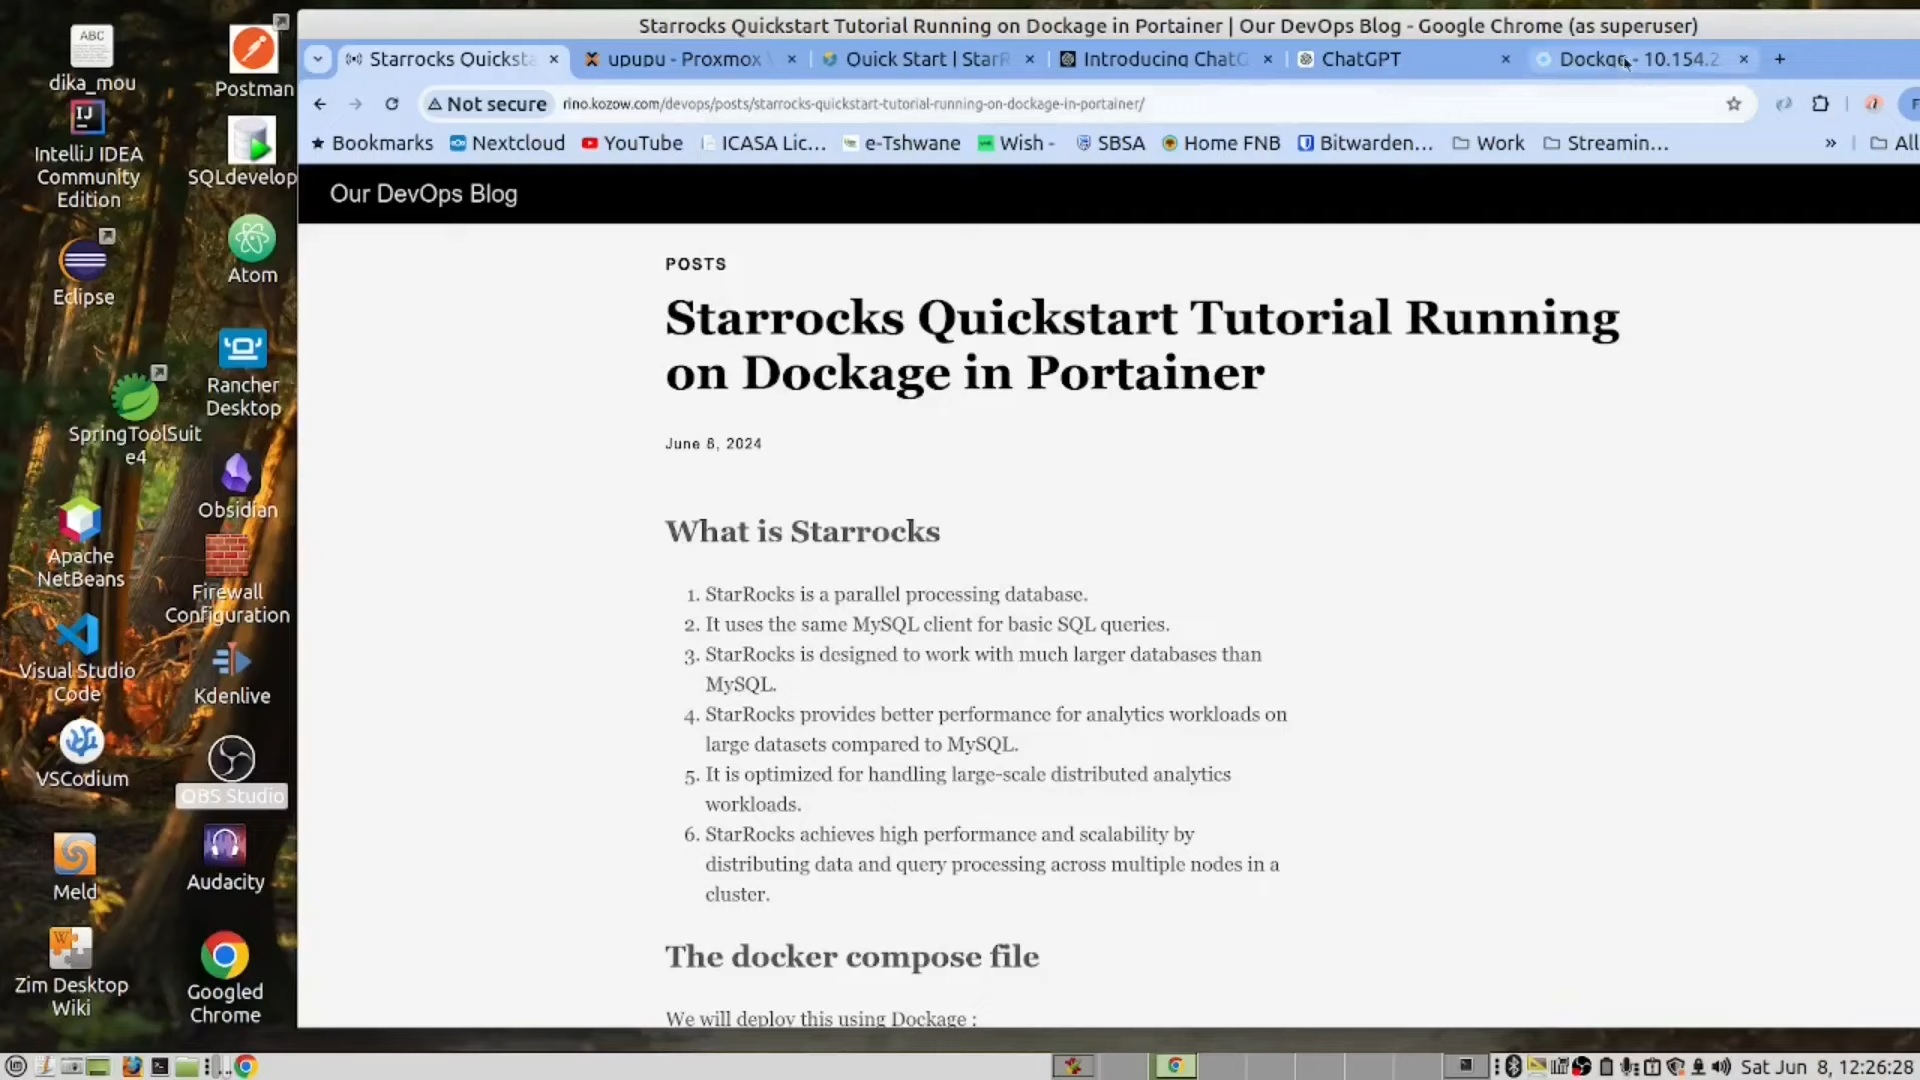 ABC
dika_mou
IntelliJ IDEA
Community
Edition
Eclipse
SpringToolSuit
e4
Apache
NetBeans
Visual Studio
Code
VSCodium
Meld
Zim Desktop
Wiki
Postman
SQLdevelop
Atom
Rancher
Desktop
Obsidian
Firewall
Configuration
Kdenlive
OBS Studio
Audacity
Googled
Chrome
Starrocks Quickstart Tutorial Running on Dockage in Portainer | Our DevOps Blog - Google Chrome (as superuser)
Starrocks Quicksta
upupu - Proxmox
Quick Start | StarR
Introducing ChatG
ChatGPT
Dockge - 10.154.2
Not secure
rino.kozow.com/devops/posts/starrocks-quickstart-tutorial-running-on-dockage-in-portainer/
Bookmarks
Nextcloud
YouTube
ICASA Lic...
e-Tshwane
Wish -
SBSA
Home FNB
Bitwarden...
Work
Streamin...
»
All
Our DevOps Blog
POSTS
Starrocks Quickstart Tutorial Running
on Dockage in Portainer
June 8, 2024
What is Starrocks
1. StarRocks is a parallel processing database.
2. It uses the same MySQL client for basic SQL queries.
3. StarRocks is designed to work with much larger databases than
MySQL.
4. StarRocks provides better performance for analytics workloads on
large datasets compared to MySQL.
5. It is optimized for handling large-scale distributed analytics
workloads.
6. StarRocks achieves high performance and scalability by
distributing data and query processing across multiple nodes in a
cluster.
The docker compose file
We will deploy this using Dockage :
Sat Jun 8, 12:26:28